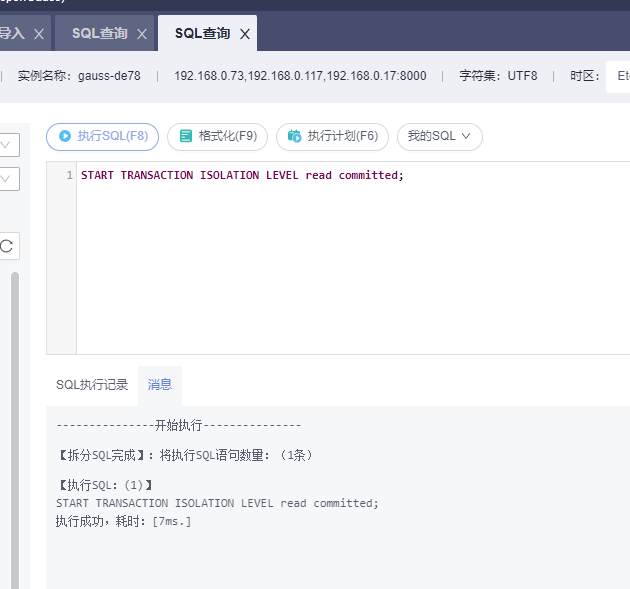 导入
SQL查询
SQL查询
实例名称：gauss-de78
192.168.0.73,192.168.0.117,192.168.0.17:8000
字符集：UTF8
时区：
执行SQL(F8)
格式化(F9)
执行计划(F6)
我的SQL
1 START TRANSACTION ISOLATION LEVEL read committed;
SQL执行记录
消息
---------------开始执行---------------
【拆分SQL完成】：将执行SQL语句数量：（1条）
【执行SQL：(1)】
START TRANSACTION ISOLATION LEVEL read committed;
执行成功，耗时：[7ms.]